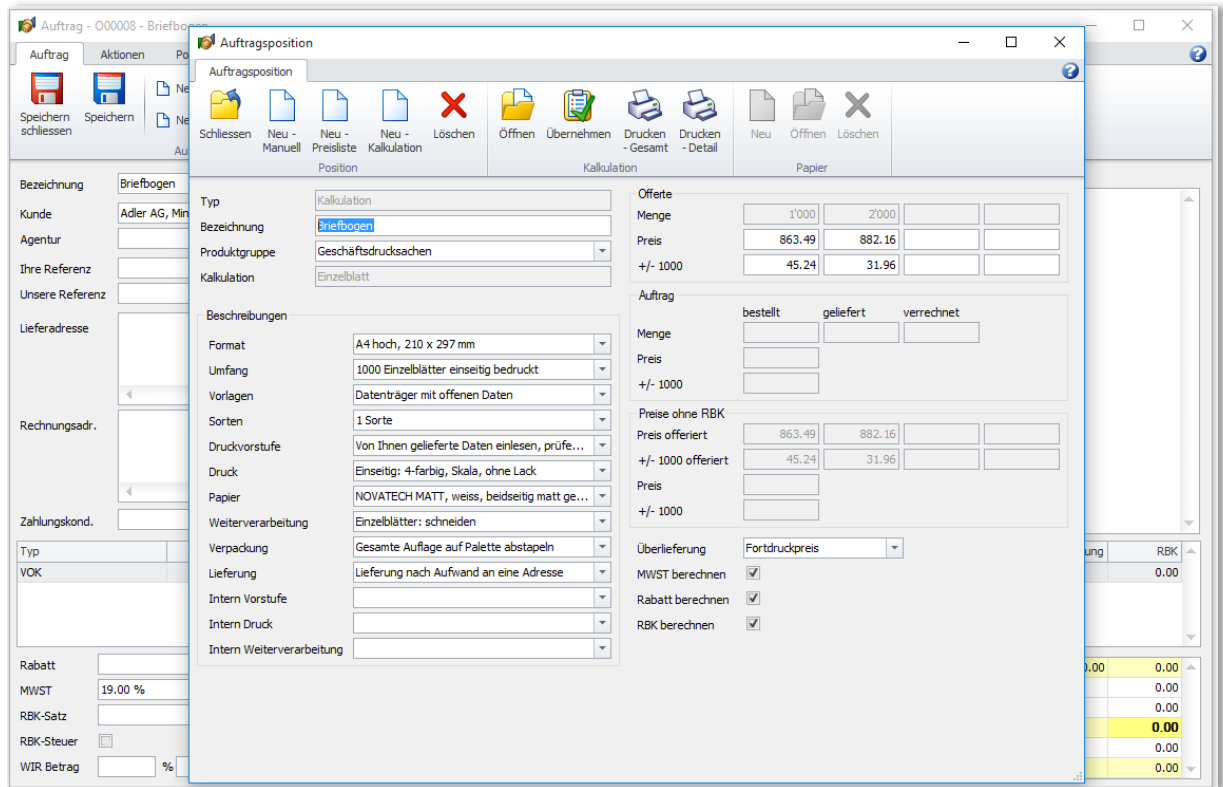 Auftrag - O00008 - Briefbogen
Auftrag Aktionen Po
Speichern schliessen
Speichern
Ne
Ne
Au
Bezeichnung Briefbogen
Kunde Adler AG, Min
Agentur
Ihre Referenz
Unsere Referenz
Lieferadresse
Rechnungsadr.
Zahlungskond.
Typ
VOK
Rabatt
MWST 19.00 %
RBK-Satz
RBK-Steuer
WIR Betrag %
Auftragsposition
Auftragsposition
Schliessen
Neu - Manuell
Neu - Preisliste
Neu - Kalkulation
Löschen
Position
Öffnen
Übernehmen
Drucken - Gesamt
Drucken - Detail
Kalkulation
Neu
Öffnen
Löschen
Papier
Typ Kalkulation
Bezeichnung Briefbogen
Produktgruppe Geschäftsdrucksachen
Kalkulation Einzelblatt
Beschreibungen
Format A4 hoch, 210 x 297 mm
Umfang 1000 Einzelblätter einseitig bedruckt
Vorlagen Datenträger mit offenen Daten
Sorten 1 Sorte
Druckvorstufe Von Ihnen gelieferte Daten einlesen, prüfe...
Druck Einseitig: 4-farbig, Skala, ohne Lack
Papier NOVATECH MATT, weiss, beidseitig matt ge...
Weiterverarbeitung Einzelblätter: schneiden
Verpackung Gesamte Auflage auf Palette abstapeln
Lieferung Lieferung nach Aufwand an eine Adresse
Intern Vorstufe
Intern Druck
Intern Weiterverarbeitung
Offerte
Menge 1'000 2'000
Preis 863.49 882.16
+/- 1000 45.24 31.96
Auftrag
bestellt geliefert verrechnet
Menge
Preis
+/- 1000
Preise ohne RBK
Preis offeriert 863.49 882.16
+/- 1000 offeriert 45.24 31.96
Preis
+/- 1000
Überlieferung Fortdruckpreis
MWST berechnen
Rabatt berechnen
RBK berechnen
ung RBK
0.00
0.00 0.00
0.00
0.00
0.00
0.00
0.00